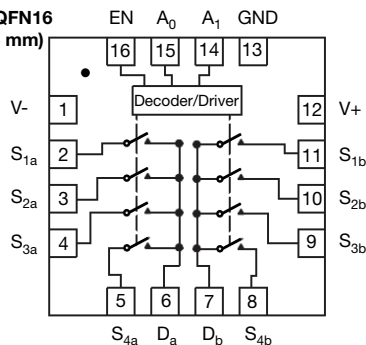 QFN16
mm)
EN A0 A1 GND
16 15 14 13
Decoder/Driver
V- 1 12 V+
S1a 2 11 S1b
S2a 3 10 S2b
S3a 4 9 S3b
5 6 7 8
S4a Da Db S4b